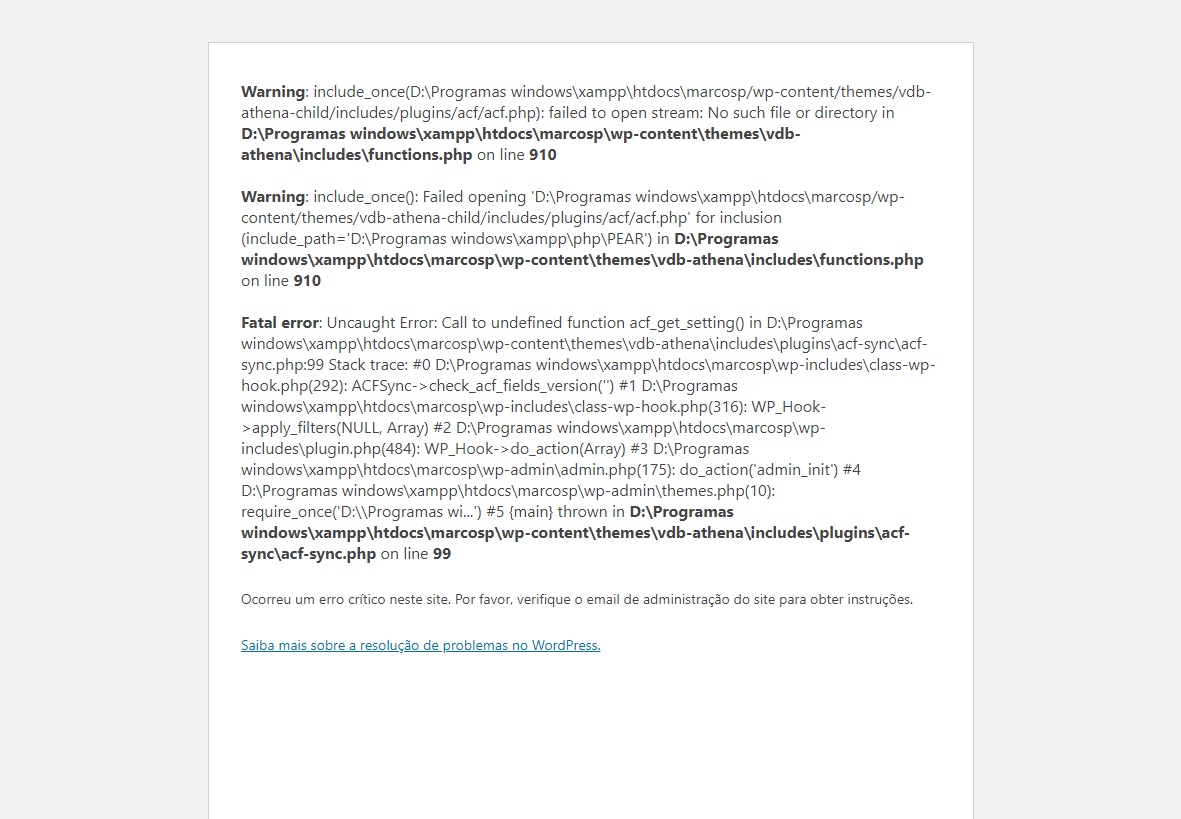 Warning: include_once(D:\Programas windows\xampp\htdocs\marcosp/wp-content/themes/vdb-
athena-child/includes/plugins/acf/acf.php): failed to open stream: No such file or directory in
D:\Programas windows\xampp\htdocs\marcosp\wp-content\themes\vdb-
athena\includes\functions.php on line 910
Warning: include_once(): Failed opening 'D:\Programas windows\xampp\htdocs\marcosp/wp-
content/themes/vdb-athena-child/includes/plugins/acf/acf.php' for inclusion
(include_path='D:\Programas windows\xampp\php\PEAR') in D:\Programas
windows\xampp\htdocs\marcosp\wp-content\themes\vdb-athena\includes\functions.php
on line 910
Fatal error: Uncaught Error: Call to undefined function acf_get_setting() in D:\Programas
windows\xampp\htdocs\marcosp\wp-content\themes\vdb-athena\includes\plugins\acf-sync\acf-
sync.php:99 Stack trace: #0 D:\Programas windows\xampp\htdocs\marcosp\wp-includes\class-wp-
hook.php(292): ACFSync->check_acf_fields_version('') #1 D:\Programas
windows\xampp\htdocs\marcosp\wp-includes\class-wp-hook.php(316): WP_Hook-
>apply_filters(NULL, Array) #2 D:\Programas windows\xampp\htdocs\marcosp\wp-
includes\plugin.php(484): WP_Hook->do_action(Array) #3 D:\Programas
windows\xampp\htdocs\marcosp\wp-admin\admin.php(175): do_action('admin_init') #4
D:\Programas windows\xampp\htdocs\marcosp\wp-admin\themes.php(10):
require_once('D:\\Programas wi...') #5 {main} thrown in D:\Programas
windows\xampp\htdocs\marcosp\wp-content\themes\vdb-athena\includes\plugins\acf-
sync\acf-sync.php on line 99
Ocorreu um erro crítico neste site. Por favor, verifique o email de administração do site para obter instruções.
Saiba mais sobre a resolução de problemas no WordPress.